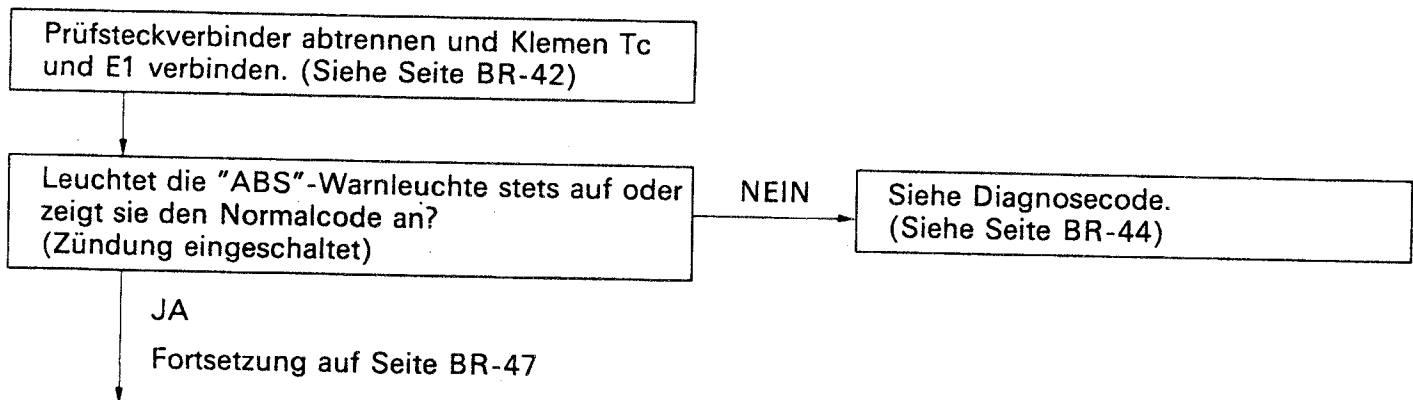 Prüfsteckverbinder abtrennen und Klemen Tc
und E1 verbinden. (Siehe Seite BR-42)
Leuchtet die "ABS"-Warnleuchte stets auf oder
zeigt sie den Normalcode an?
(Zündung eingeschaltet)
NEIN
Siehe Diagnosecode.
(Siehe Seite BR-44)
JA
Fortsetzung auf Seite BR-47